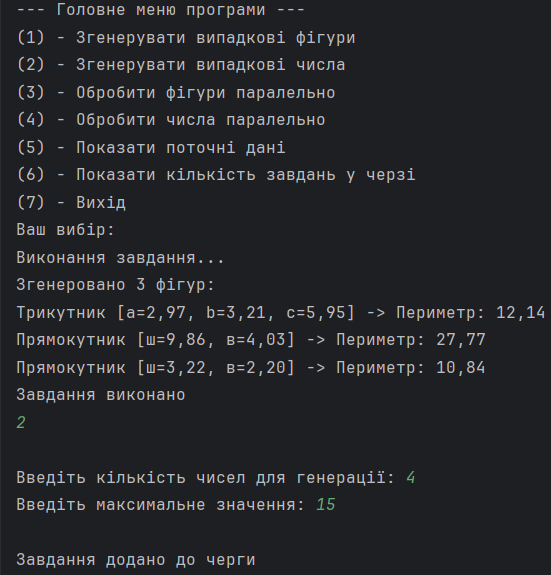 --- Головне меню програми ---
(1) - Згенерувати випадкові фігури
(2) - Згенерувати випадкові числа
(3) - Обробити фігури паралельно
(4) - Обробити числа паралельно
(5) - Показати поточні дані
(6) - Показати кількість завдань у черзі
(7) - Вихід
Ваш вибір:
Виконання завдання...
Згенеровано 3 фігур:
Трикутник [a=2,97, b=3,21, c=5,95] -> Периметр: 12,14
Прямокутник [ш=9,86, в=4,03] -> Периметр: 27,77
Прямокутник [ш=3,22, в=2,20] -> Периметр: 10,84
Завдання виконано
2
Введіть кількість чисел для генерації: 4
Введіть максимальне значення: 15
Завдання додано до черги